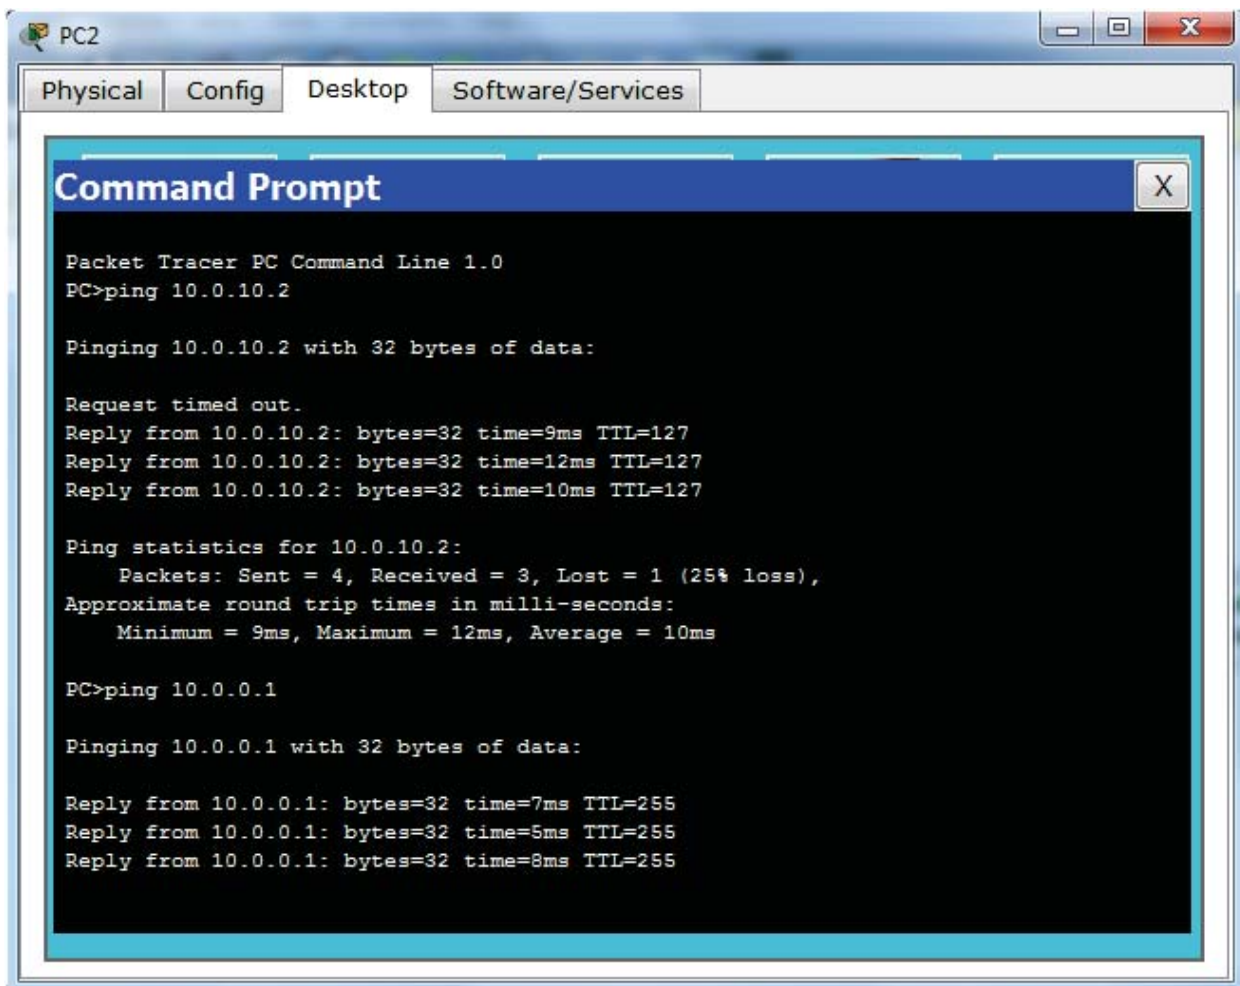 PC2
Physical Config Desktop Software/Services
Command Prompt X
Packet Tracer PC Command Line 1.0
PC>ping 10.0.10.2
Pinging 10.0.10.2 with 32 bytes of data:
Request timed out.
Reply from 10.0.10.2: bytes=32 time=9ms TTL=127
Reply from 10.0.10.2: bytes=32 time=12ms TTL=127
Reply from 10.0.10.2: bytes=32 time=10ms TTL=127
Ping statistics for 10.0.10.2:
Packets: Sent = 4, Received = 3, Lost = 1 (25% loss),
Approximate round trip times in milli-seconds:
Minimum = 9ms, Maximum = 12ms, Average = 10ms
PC>ping 10.0.0.1
Pinging 10.0.0.1 with 32 bytes of data:
Reply from 10.0.0.1: bytes=32 time=7ms TTL=255
Reply from 10.0.0.1: bytes=32 time=5ms TTL=255
Reply from 10.0.0.1: bytes=32 time=8ms TTL=255